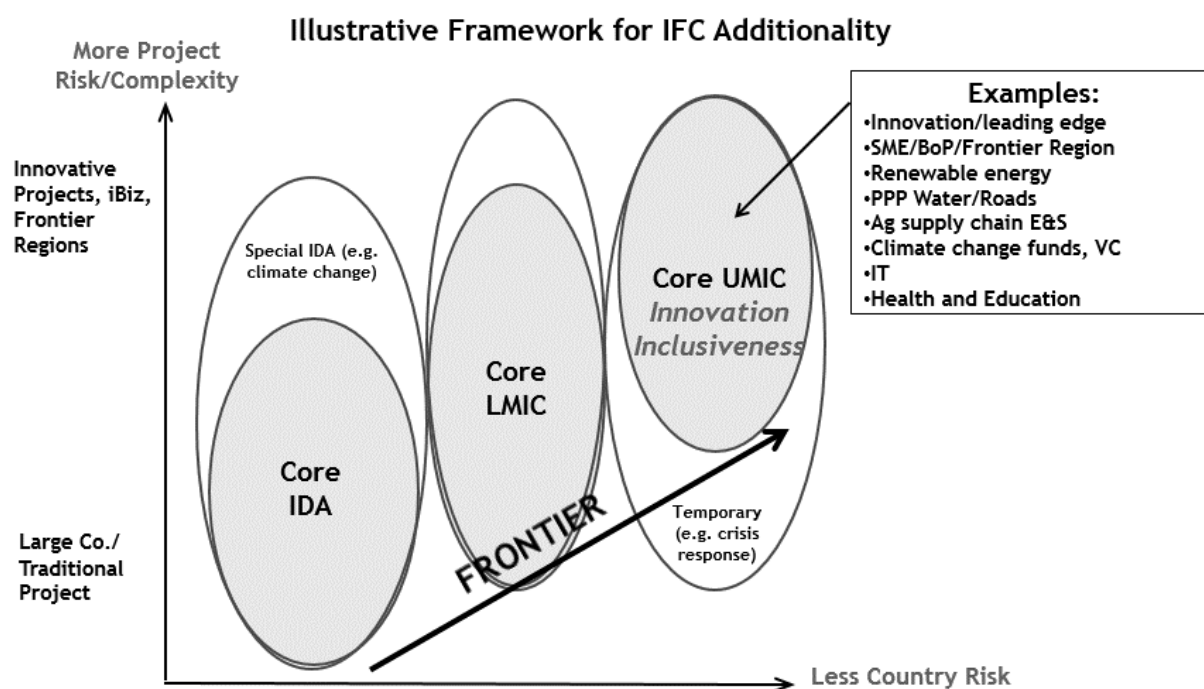 Illustrative Framework for IFC Additionality
More Project
Risk/Complexity
Examples:
•Innovation/leading edge
•SME/BoP/Frontier Region
•Renewable energy
•PPP Water/Roads
•Ag supply chain E&S
•Climate change funds, VC
•IT
•Health and Education
Innovative
Projects, iBiz,
Frontier
Regions
Special IDA (e.g.
climate change)
Core UMIC
Innovation
Inclusiveness
Core
LMIC
Core
IDA
FRONTIER
Temporary
(e.g. crisis
response)
Large Co./
Traditional
Project
Less Country Risk